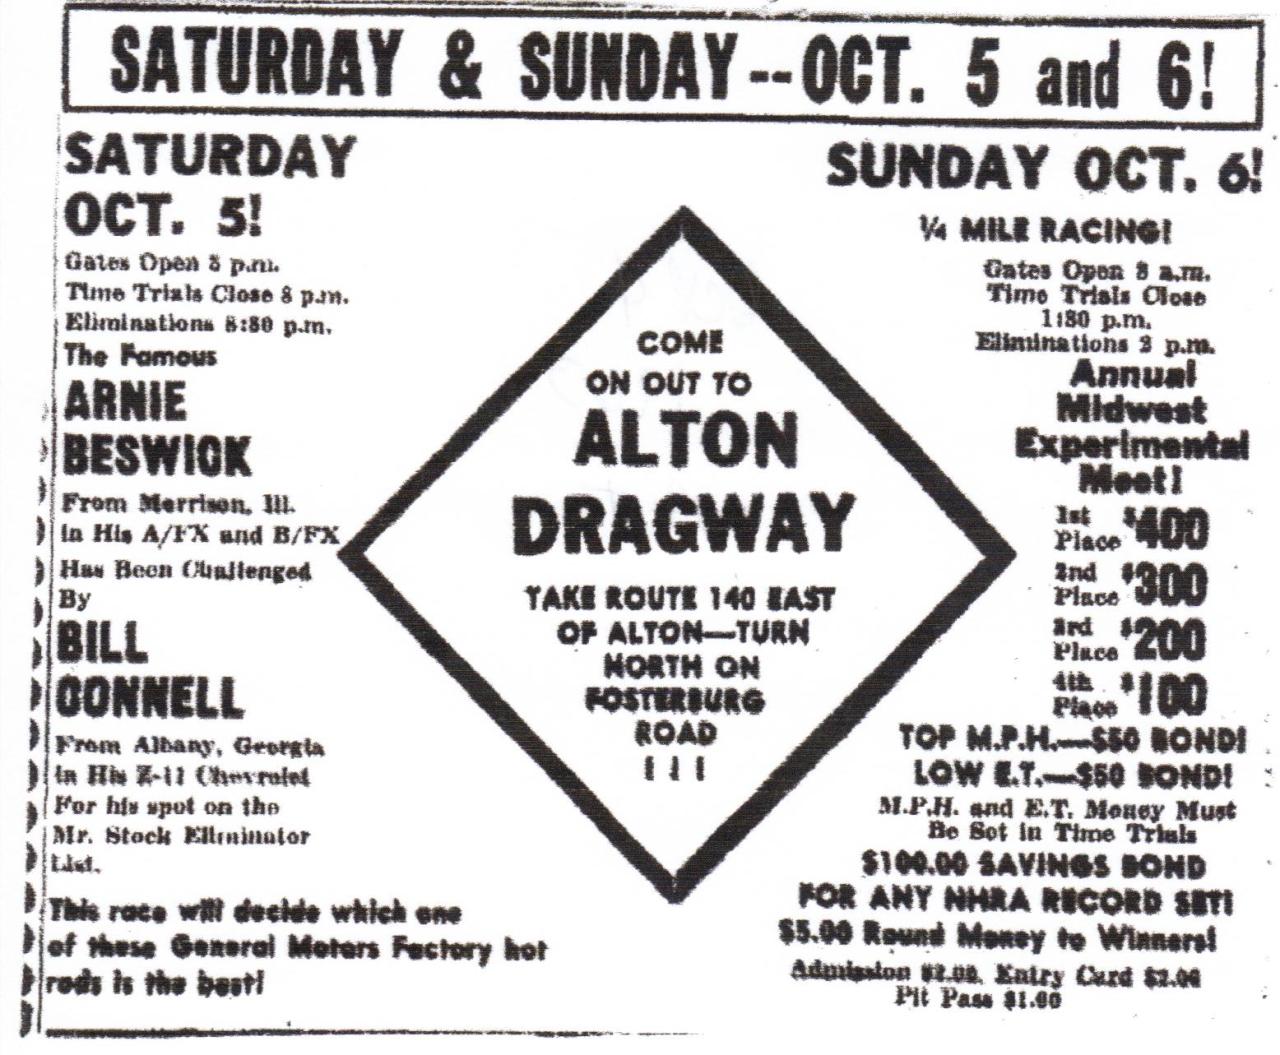 SATURDAY & SUNDAY--OCT. 5 and 6!
SATURDAY
OCT. 5!
Gates Open 5 p.m.
Time Trials Close 8 p.m.
Eliminations 8:30 p.m.
The Famous
ARNIE
BESWICK
From Morrison, Ill.
in His A/FX and B/FX
Has Been Challenged
By
BILL
CONNELL
From Albany, Georgia
in His Z-11 Chevrolet
For his spot on the
Mr. Stock Eliminator
List.
This race will decide which one
of these General Motors Factory hot
rods is the best!
COME
ON OUT TO
ALTON
DRAGWAY
TAKE ROUTE 140 EAST
OF ALTON—TURN
NORTH ON
FOSTERBURG
ROAD
! ! !
SUNDAY OCT. 6!
¼ MILE RACING!
Gates Open 8 a.m.
Time Trials Close
1:30 p.m.
Eliminations 2 p.m.
Annual
Midwest
Experimental
Meet!
1st
Place $400
2nd
Place $300
3rd
Place $200
4th
Place $100
TOP M.P.H.—$50 BOND!
LOW E.T.—$50 BOND!
M.P.H. and E.T. Money Must
Be Set in Time Trials
$100.00 SAVINGS BOND
FOR ANY NHRA RECORD SET!
$5.00 Round Money to Winners!
Admission $2.00, Entry Card $2.00
Pit Pass $1.00